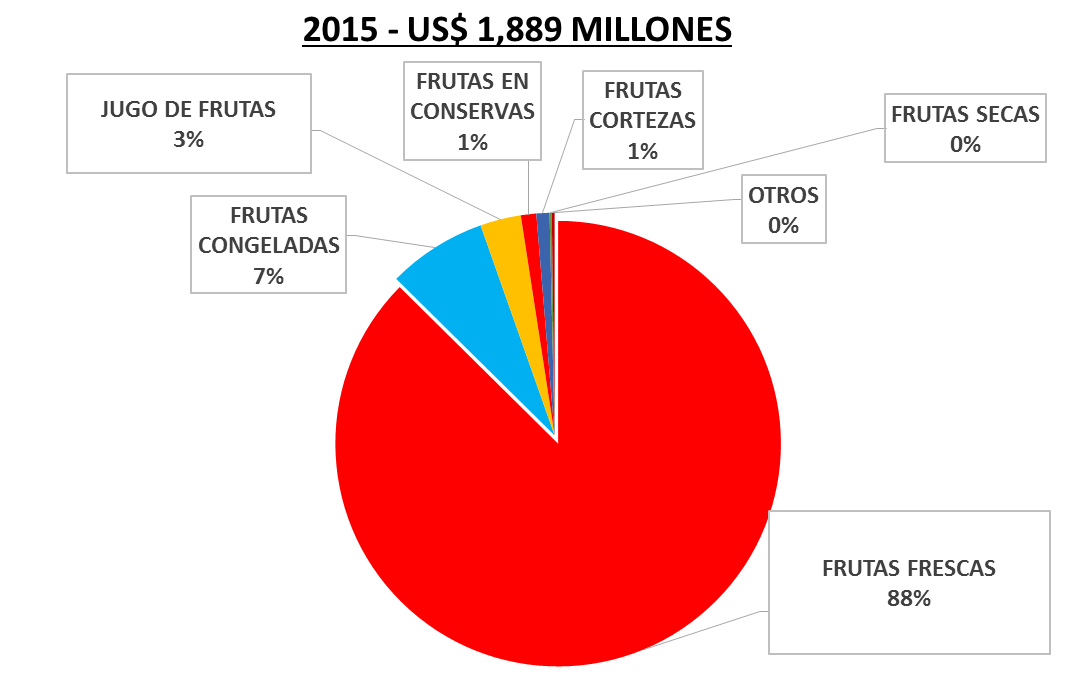 2015 - US$ 1,889 MILLONES
JUGO DE FRUTAS
3%
FRUTAS EN
CONSERVAS
1%
FRUTAS
CORTEZAS
1%
FRUTAS SECAS
0%
FRUTAS
CONGELADAS
7%
OTROS
0%
FRUTAS FRESCAS
88%